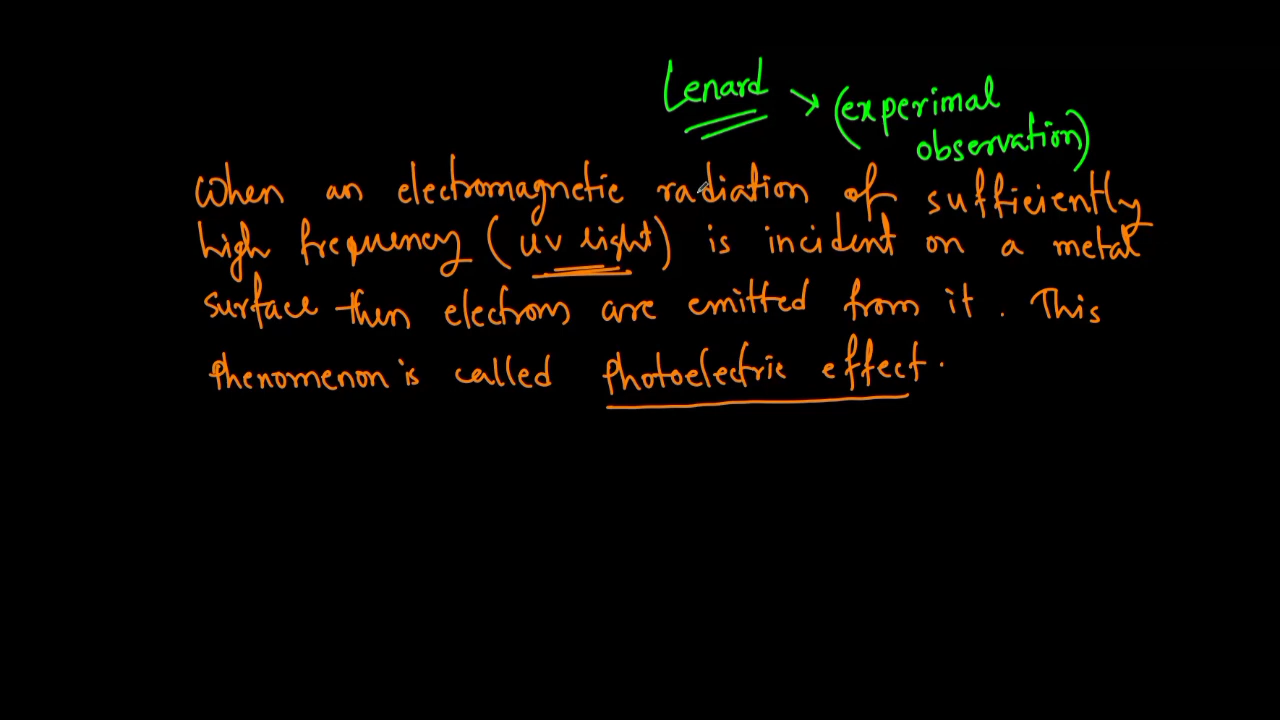 Lenard → (experimal
observation)
When an electromagnetic radiation of sufficiently
high frequency (uv light) is incident on a metal
surface then electrons are emitted from it. This
phenomenon is called photoelectric effect.